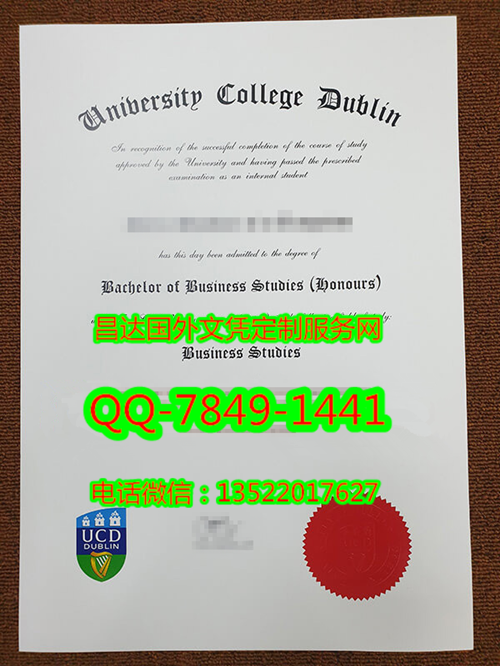 University College Dublin
In recognition of the successful completion of the course of study
approved by the University and having passed the prescribed
examination as an internal student
has this day been admitted to the degree of
Bachelor of Business Studies (Honours)
昌达国外文凭定制服务网
Business Studies
QQ-7849-1441
电话微信：13522017627
UCD
DUBLIN